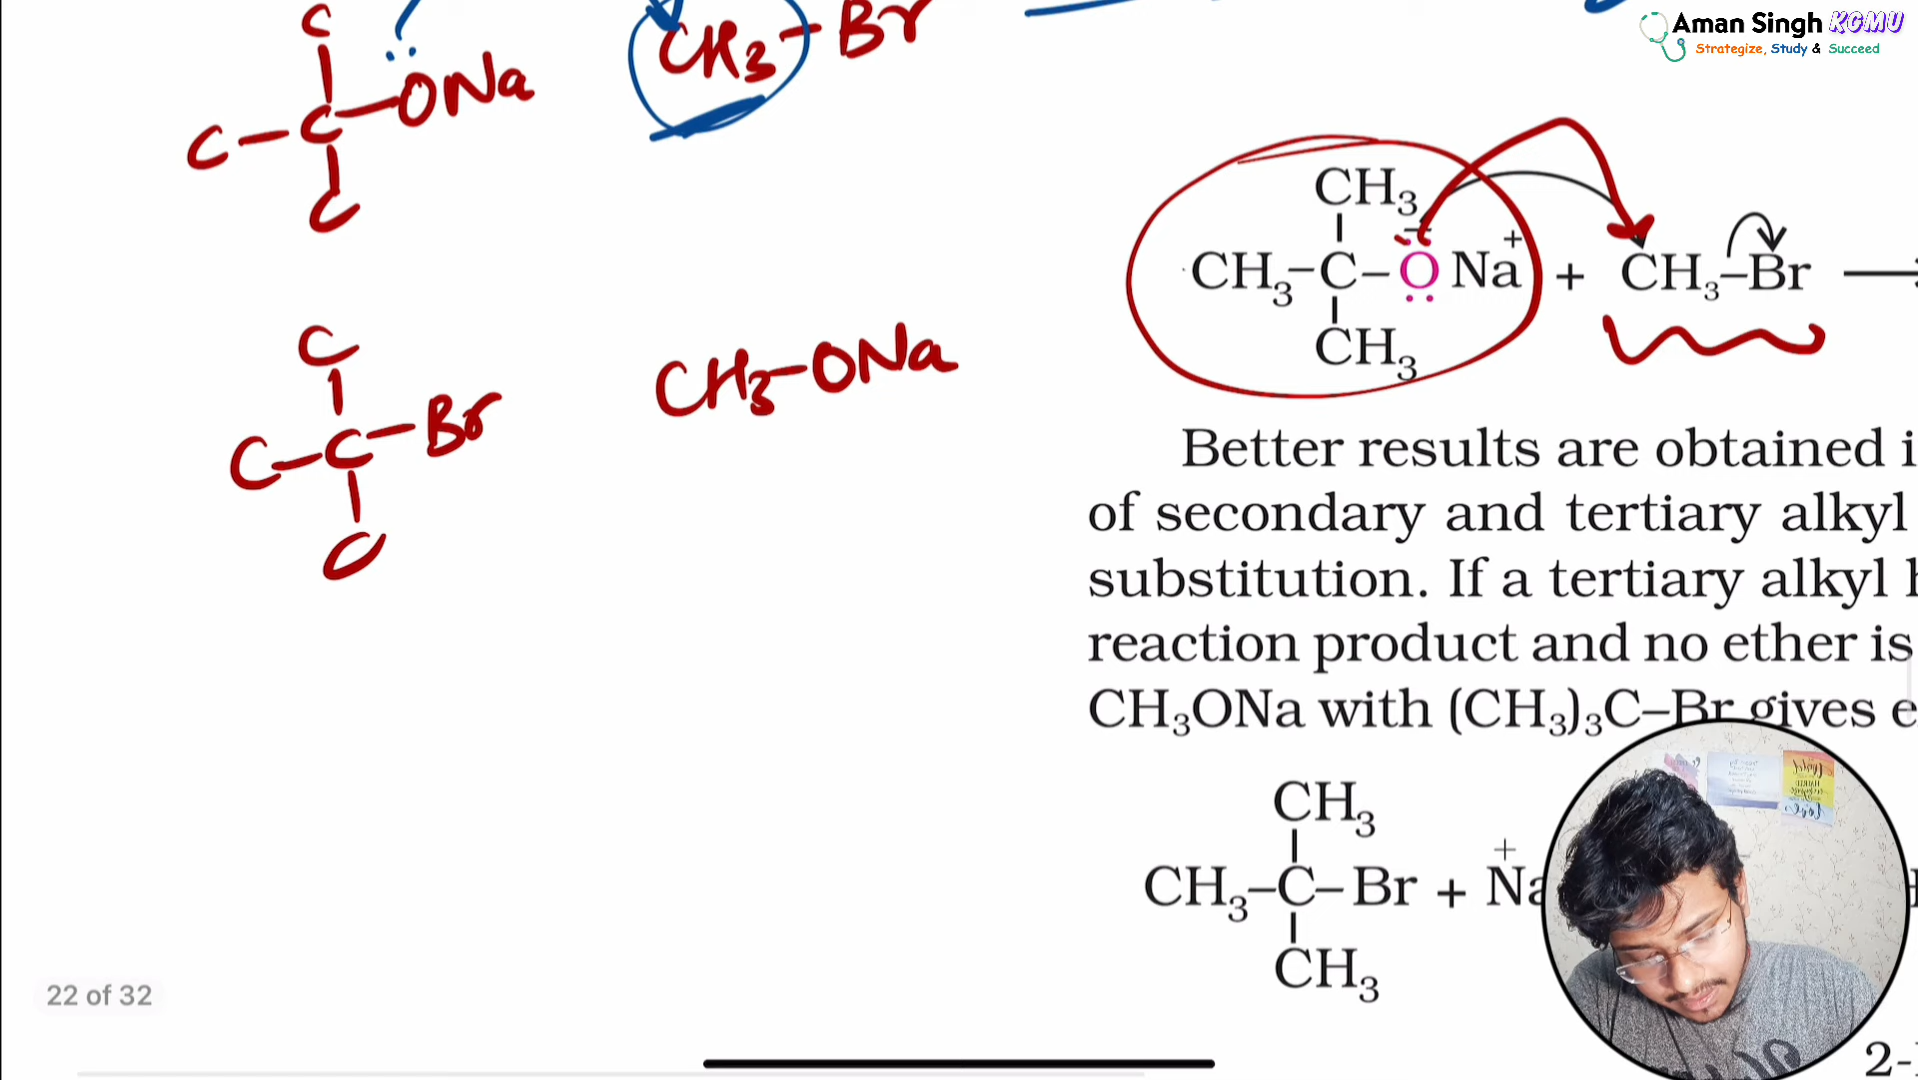 Aman Singh KGMU
Strategize, Study & Succeed
C
C–C–ONa
C
CH₃–Br
CH₃
CH₃–C–O Na⁺ + CH₃–Br
CH₃
C
C–C–Br
C
CH₃–ONa
Better results are obtained i
of secondary and tertiary alkyl
substitution. If a tertiary alkyl h
reaction product and no ether is
CH₃ONa with (CH₃)₃C–Br gives e
CH₃
CH₃–C–Br + Na⁺
CH₃
22 of 32
2-